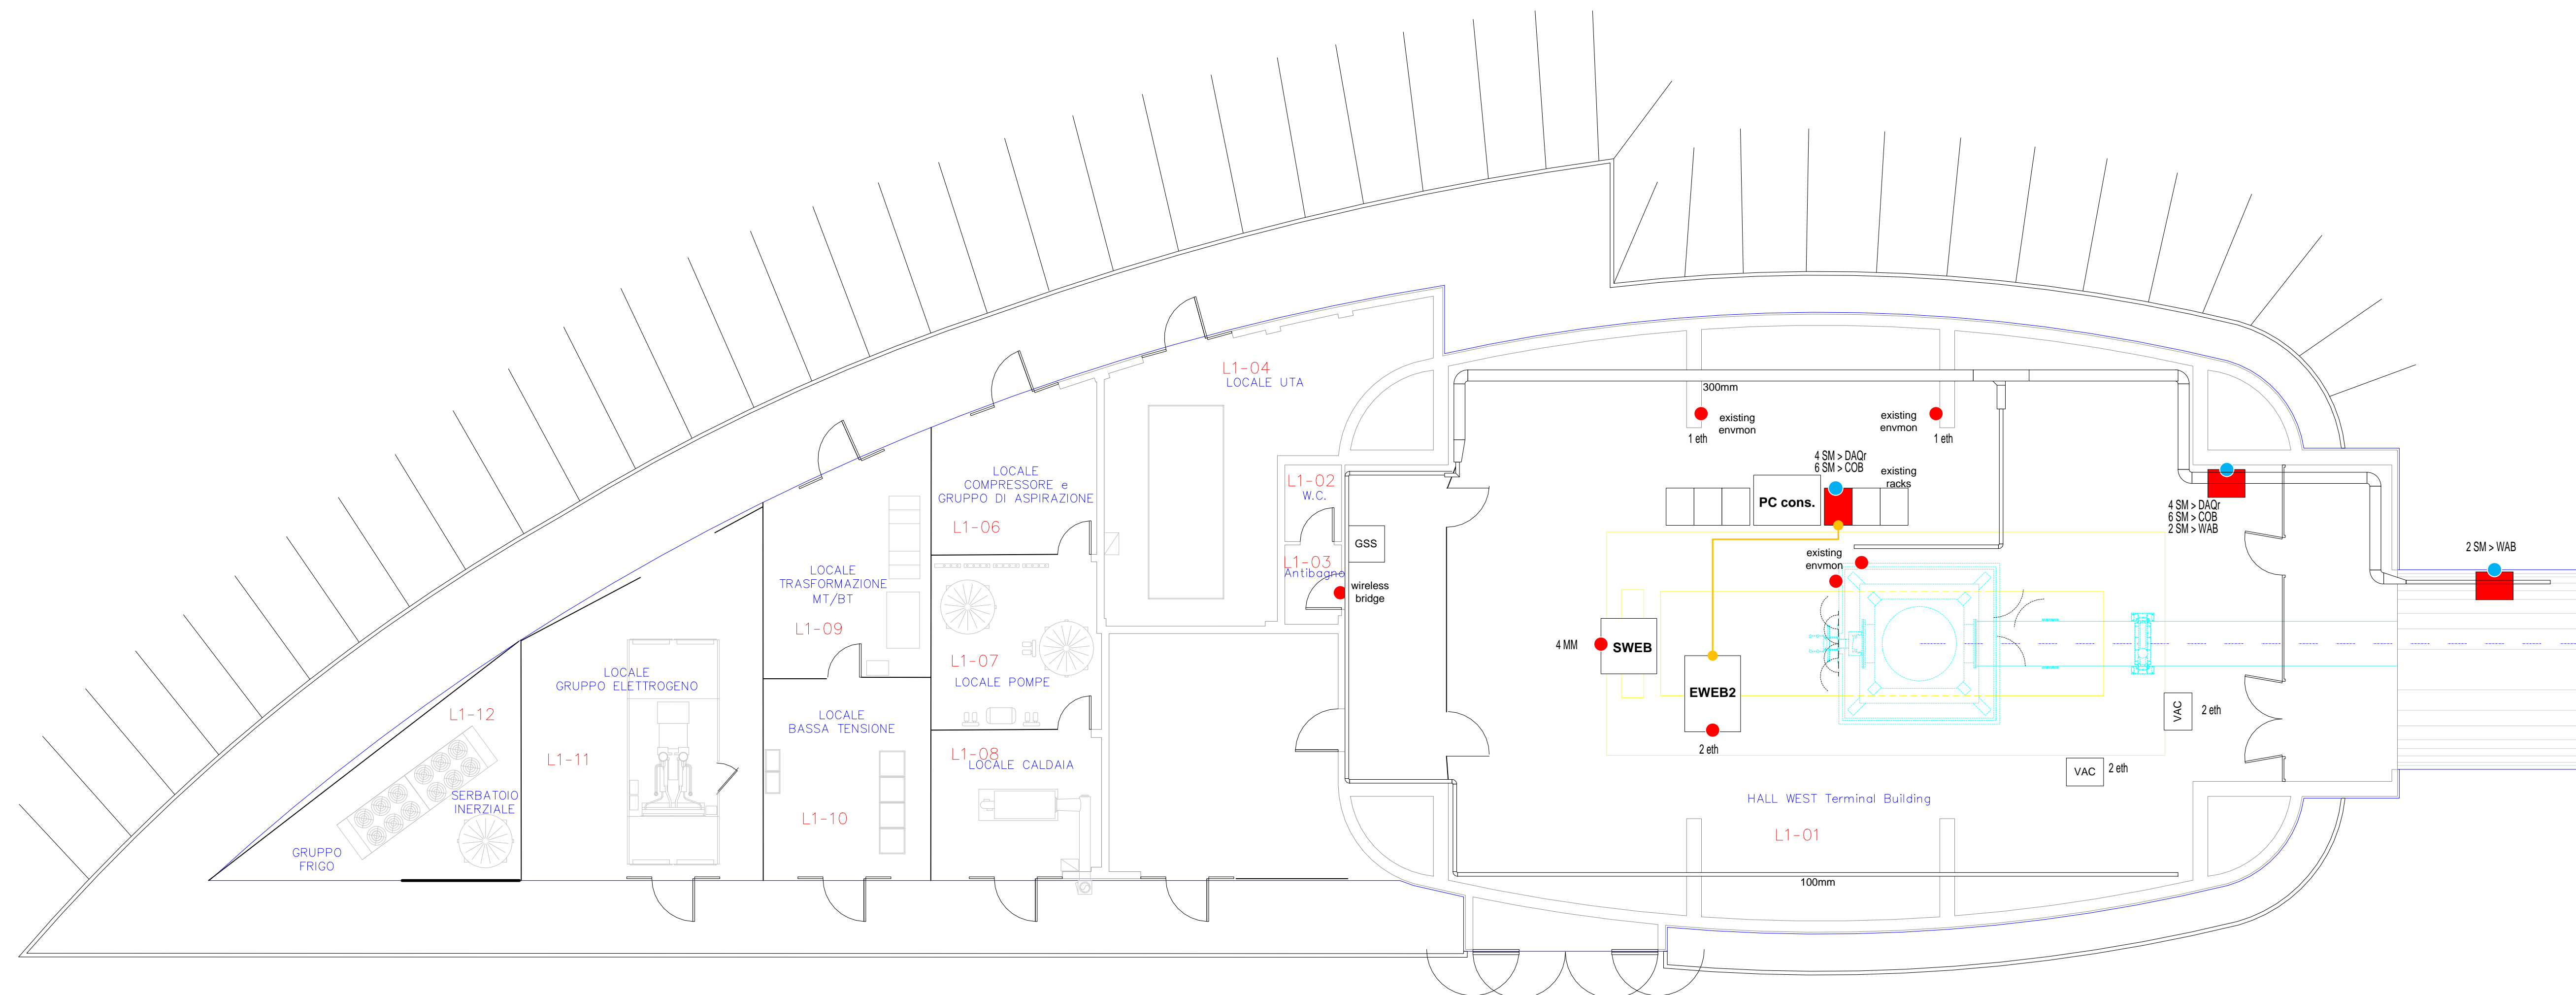 L1-04
LOCALE UTA
300mm
existing
envmon
1 eth
existing
envmon
1 eth
LOCALE
COMPRESSORE e
GRUPPO DI ASPIRAZIONE
L1-06
L1-02
W.C.
4 SM > DAQr
6 SM > COB
existing
racks
PC cons.
4 SM > DAQr
6 SM > COB
2 SM > WAB
GSS
L1-03
Antibagno
wireless
bridge
existing
envmon
2 SM > WAB
LOCALE
TRASFORMAZIONE
MT/BT
L1-09
L1-07
LOCALE POMPE
4 MM
SWEB
EWEB2
2 eth
LOCALE
GRUPPO ELETTROGENO
L1-12
L1-11
LOCALE
BASSA TENSIONE
L1-10
L1-08
LOCALE CALDAIA
VAC
2 eth
VAC
2 eth
SERBATOIO
INERZIALE
GRUPPO
FRIGO
HALL WEST Terminal Building
L1-01
100mm